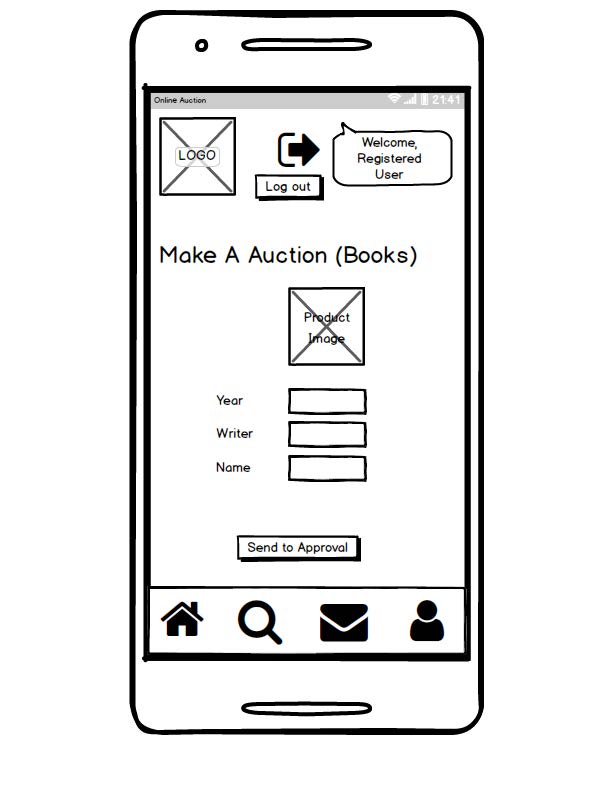 Online Auction
21:41
LOGO
Log out
Welcome,
Registered
User
Make A Auction (Books)
Product
Image
Year
Writer
Name
Send to Approval